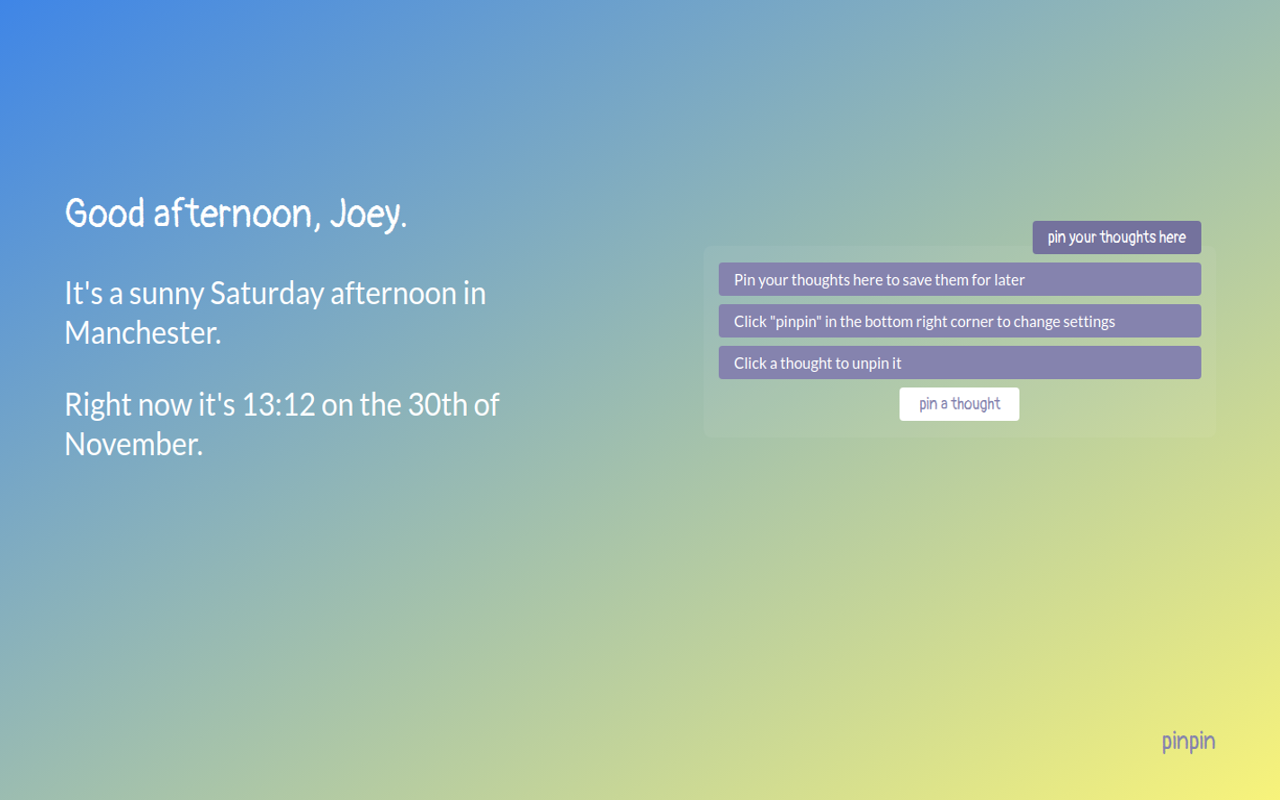 Good afternoon, Joey.
It's a sunny Saturday afternoon in
Manchester.
Right now it's 13:12 on the 30th of
November.
pin your thoughts here
Pin your thoughts here to save them for later
Click "pinpin" in the bottom right corner to change settings
Click a thought to unpin it
pin a thought
pinpin